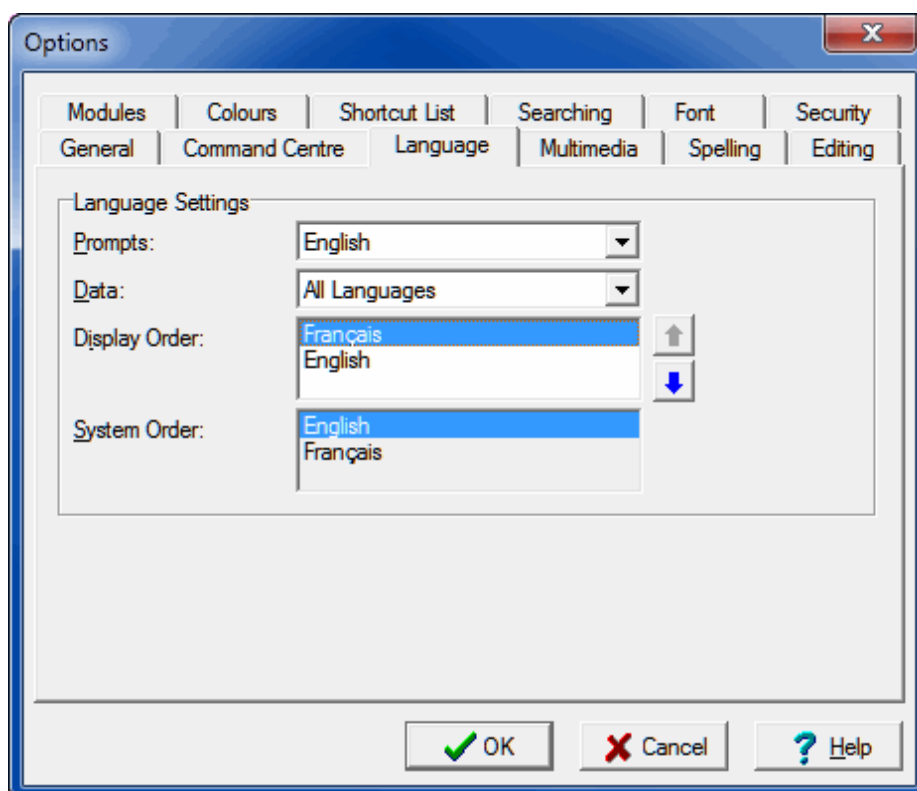 Options
Modules Colours Shortcut List Searching Font Security
General Command Centre Language Multimedia Spelling Editing
Language Settings
Prompts: English
Data: All Languages
Display Order: Français
English
System Order: English
Français
OK Cancel Help